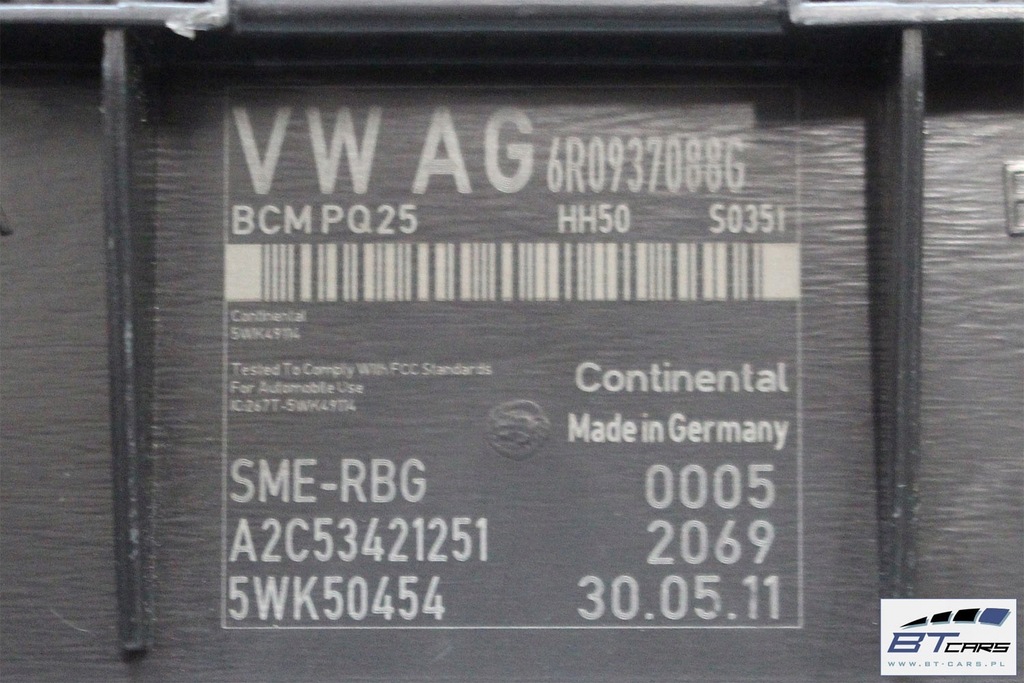 VW AG 6R0937088G
BCM PQ25 HH50 S0351
Continental
5WK49114
Tested To Comply With FCC Standards
For Automobile Use
IC:267T-5WK49114
Continental
Made in Germany
SME-RBG 0005
A2C53421251 2069
5WK50454 30.05.11
BT CARS
WWW.BT-CARS.PL